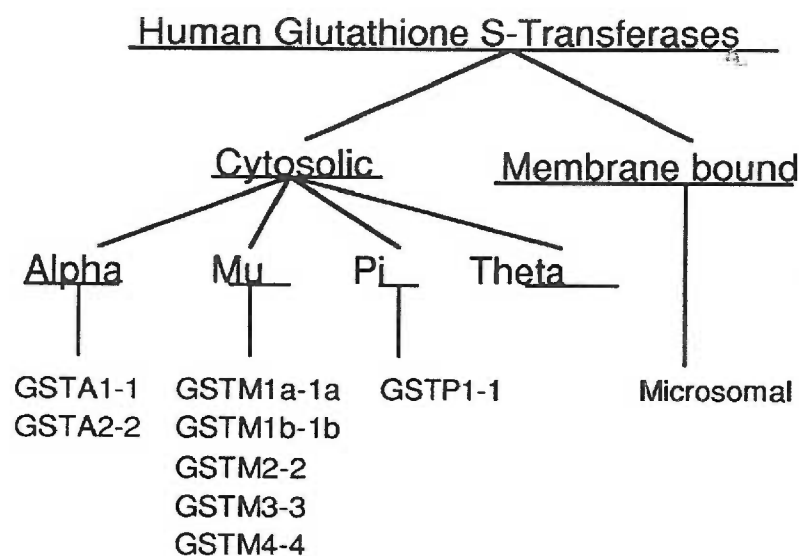 Human Glutathione S-Transferases
Cytosolic
Membrane bound
Alpha
Mu
Pi
Theta
GSTA1-1
GSTM1a-1a
GSTP1-1
Microsomal
GSTA2-2
GSTM1b-1b
GSTM2-2
GSTM3-3
GSTM4-4